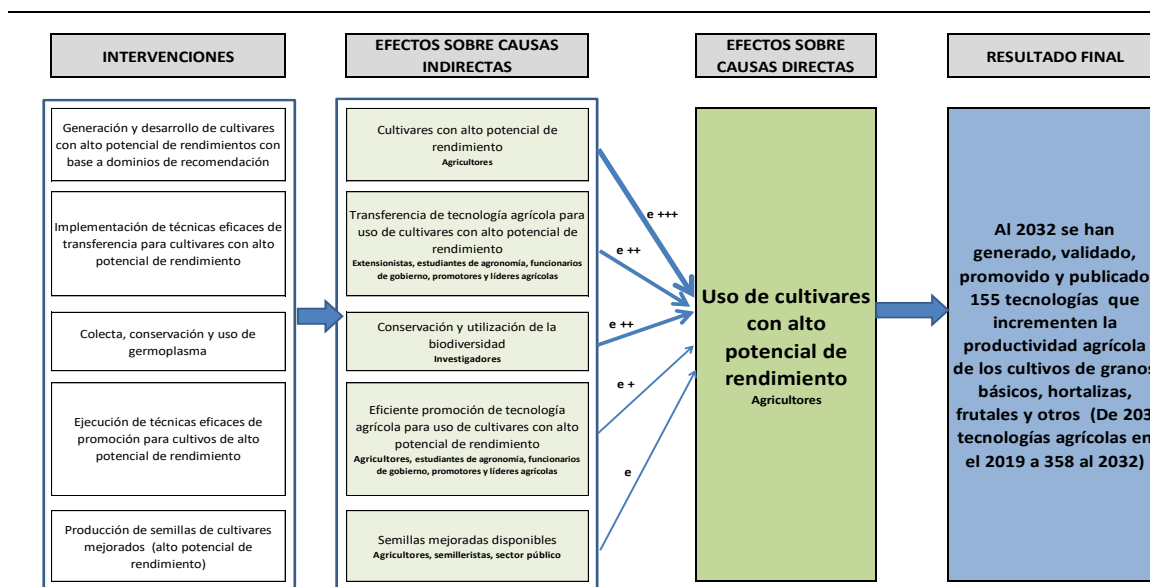 INTERVENCIONES
EFECTOS SOBRE CAUSAS
INDIRECTAS
EFECTOS SOBRE
CAUSAS DIRECTAS
RESULTADO FINAL
Generación y desarrollo de cultivares
con alto potencial de rendimientos con
base a dominios de recomendación
Implementación de técnicas eficaces de
transferencia para cultivares con alto
potencial de rendimiento
Colecta, conservación y uso de
germoplasma
Ejecución de técnicas eficaces de
promoción para cultivos de alto
potencial de rendimiento
Producción de semillas de cultivares
mejorados (alto potencial de
rendimiento)
Cultivares con alto potencial de
rendimiento
Agricultores
Transferencia de tecnología agrícola para
uso de cultivares con alto potencial de
rendimiento
Extensionistas, estudiantes de agronomía, funcionarios
de gobierno, promotores y líderes agrícolas
Conservación y utilización de la
biodiversidad
Investigadores
Eficiente promoción de tecnología
agrícola para uso de cultivares con alto
potencial de rendimiento
Agricultores, estudiantes de agronomía, funcionarios
de gobierno, promotores y líderes agrícolas
Semillas mejoradas disponibles
Agricultores, semilleristas, sector público
e +++
e ++
e ++
e +
e
Uso de cultivares
con alto
potencial de
rendimiento
Agricultores
Al 2032 se han
generado, validado,
promovido y publicado
155 tecnologías que
incrementen la
productividad agrícola
de los cultivos de granos
básicos, hortalizas,
frutales y otros (De 203
tecnologías agrícolas en
el 2019 a 358 al 2032)